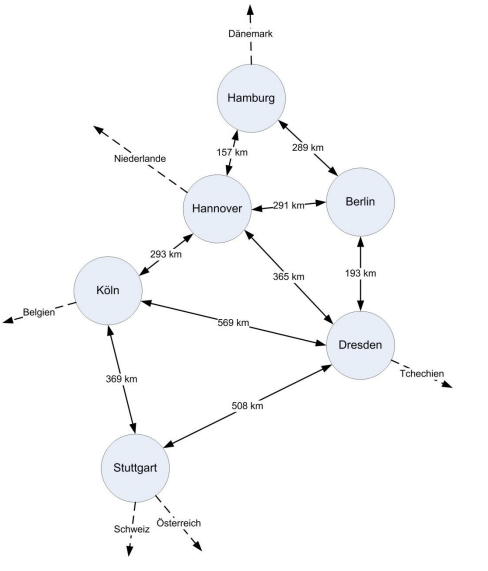 Dänemark
Hamburg
157 km
289 km
Niederlande
Hannover
291 km
Berlin
293 km
365 km
193 km
Köln
Belgien
569 km
Dresden
Tchechien
369 km
508 km
Stuttgart
Schweiz
Österreich